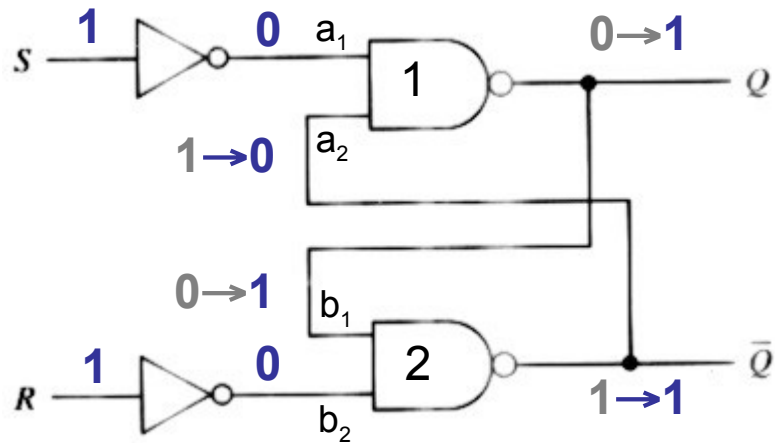 1 0 a₁ 0→1
S 1 Q
1→0 a₂
0→1 b₁
1 0 2 Q̅
R b₂ 1→1